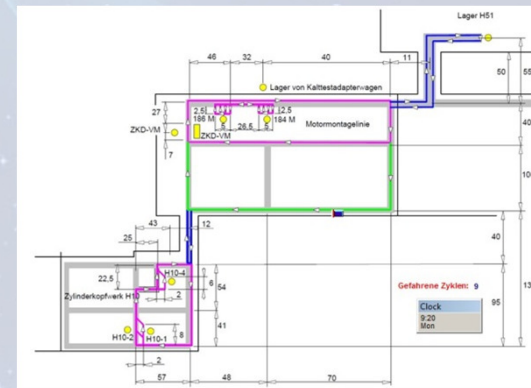 Lager H51
46 32 40 11
50 55
Lager von Kalttestadapterwagen
27 2,5 2,5 40
186 M 184 M
5 26,5 5 Motormontagelinie
ZKD-VM ZKD-VM
7
10
43 12
25
40
22,5 H10-4 6 54
Zylinderkopfwerk H10
2
Gefahrene Zyklen: 9
13
95
Clock
9:20
Mon
41
H10-2 H10-1 8
2
57 48 70